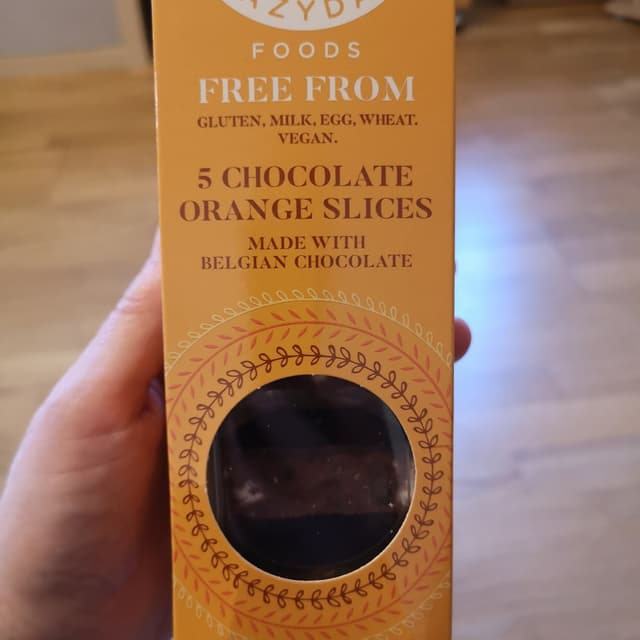 FOODS
FREE FROM
GLUTEN, MILK, EGG, WHEAT.
VEGAN.
5 CHOCOLATE
ORANGE SLICES
MADE WITH
BELGIAN CHOCOLATE